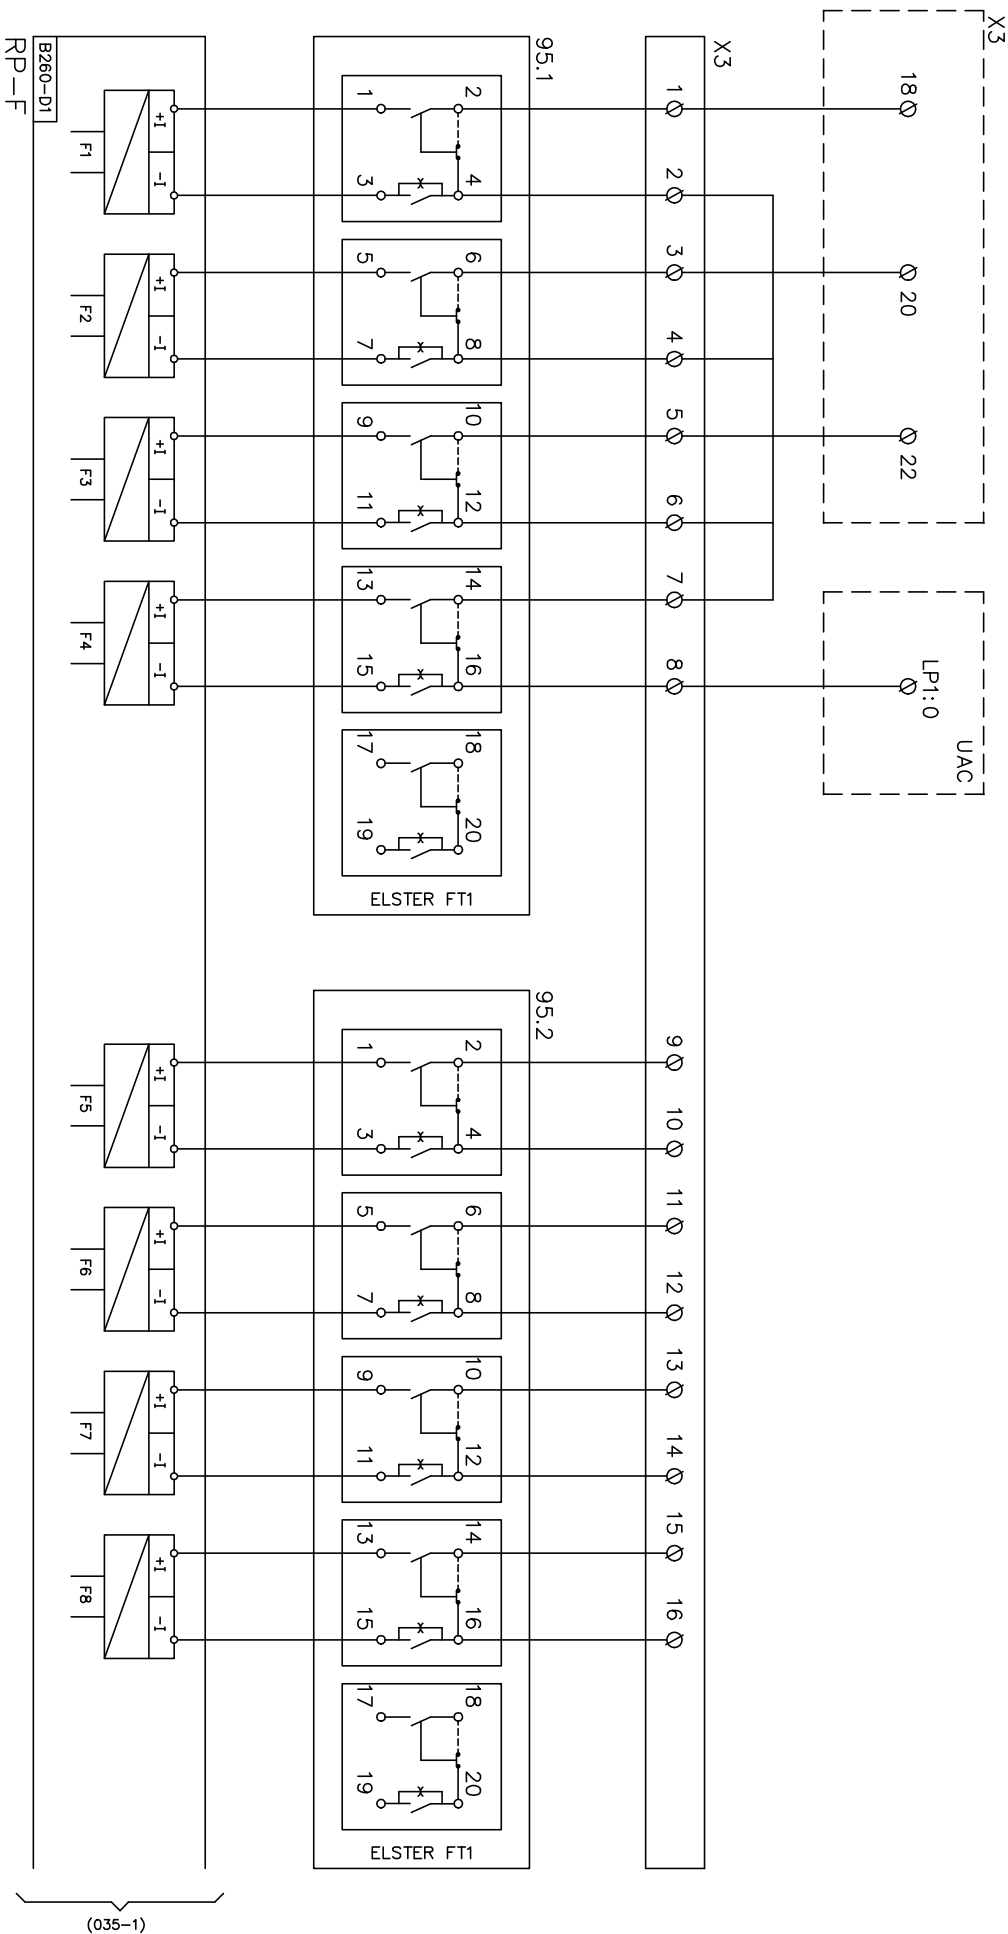 X3
UAC
LP1:0
18
20
22
X3
1
2
3
4
5
6
7
8
9
10
11
12
13
14
15
16
95.1
2
4
6
8
10
12
14
16
18
20
x
x
x
x
x
1
3
5
7
9
11
13
15
17
19
ELSTER FT1
95.2
2
4
6
8
10
12
14
16
18
20
x
x
x
x
x
1
3
5
7
9
11
13
15
17
19
ELSTER FT1
+I
-I
+I
-I
+I
-I
+I
-I
+I
-I
+I
-I
+I
-I
+I
-I
F1
F2
F3
F4
F5
F6
F7
F8
B260-D1
RP-F
(035-1)